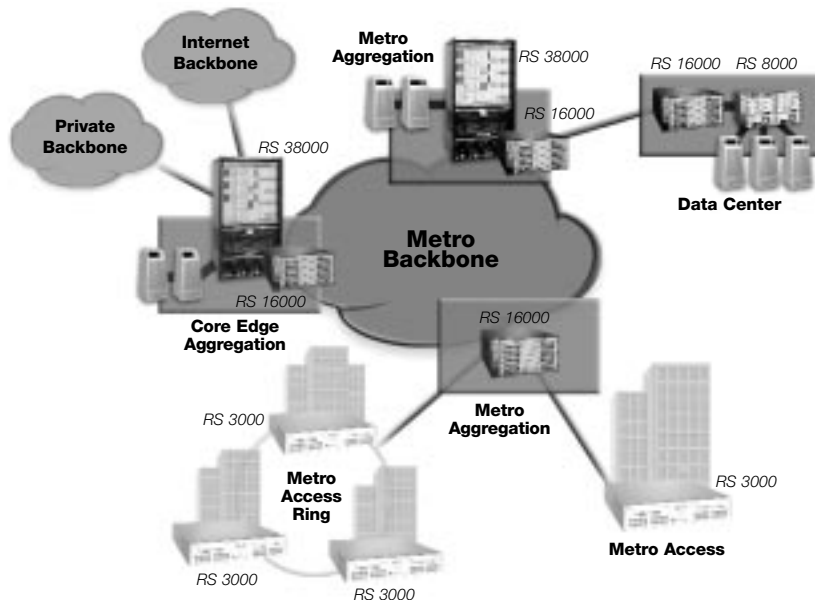 Internet
Backbone
Metro
Aggregation
RS 38000
RS 16000
RS 16000
RS 8000
Private
Backbone
RS 38000
Data Center
Metro
Backbone
RS 16000
Core Edge
Aggregation
RS 16000
Metro
Aggregation
RS 3000
Metro
Access
Ring
RS 3000
RS 3000
RS 3000
Metro Access